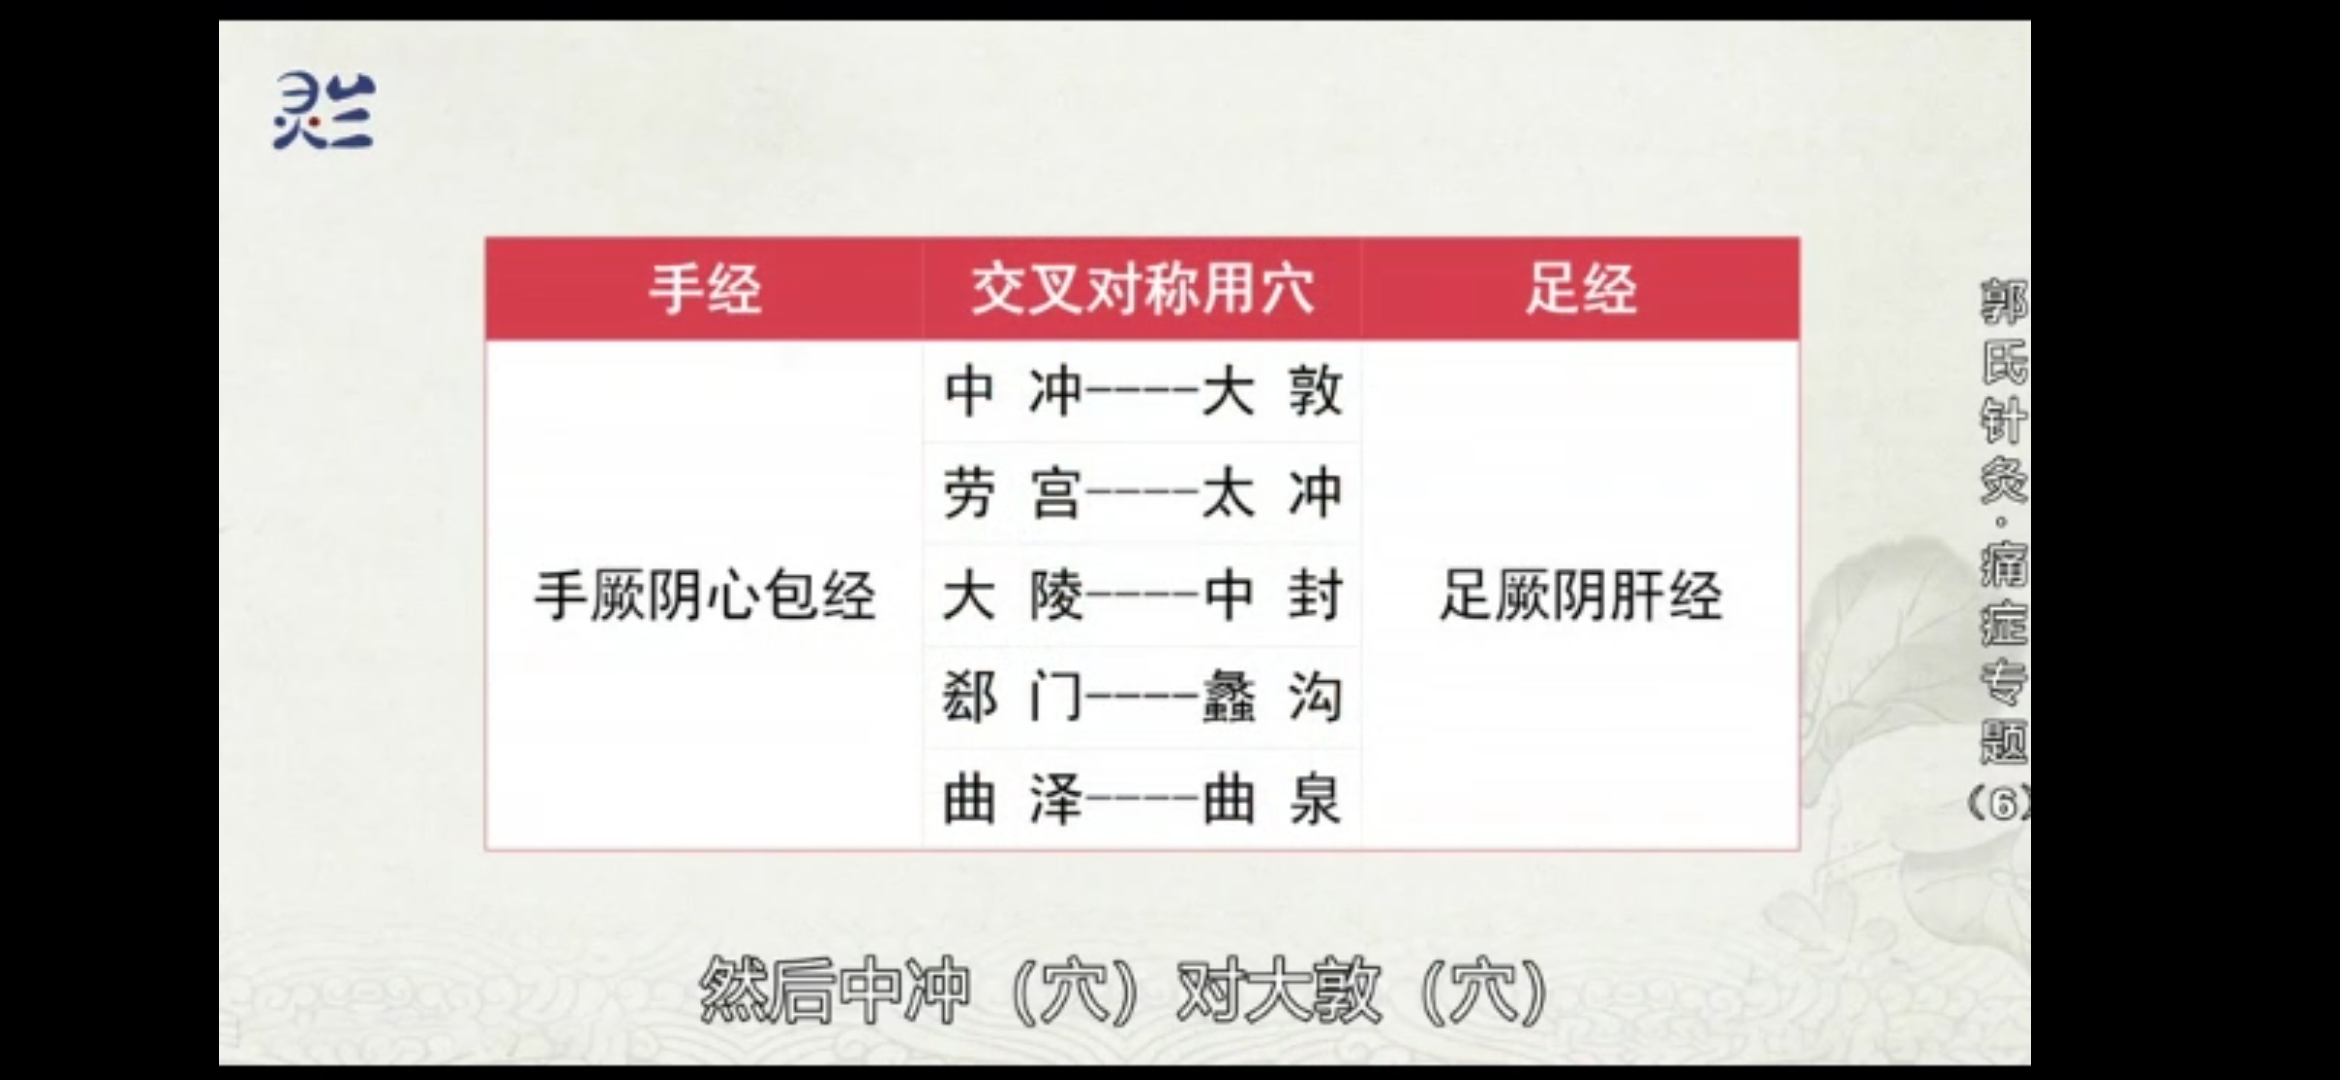 灵兰
手经 交叉对称用穴 足经
中 冲----大 敦
劳 宫----太 冲
手厥阴心包经 大 陵----中 封 足厥阴肝经
郄 门----蠡 沟
曲 泽----曲 泉
郭氏针灸·痛症专题（6）
然后中冲（穴）对大敦（穴）